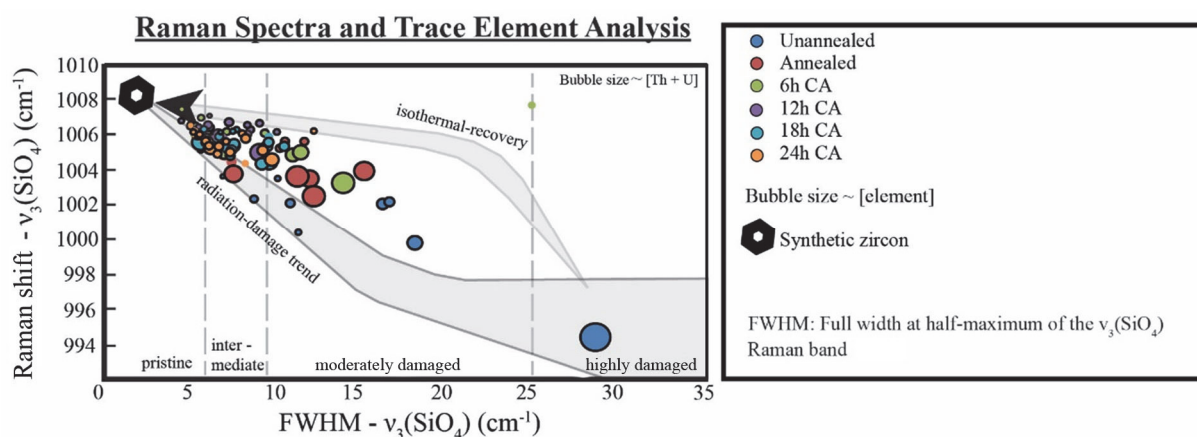 Raman Spectra and Trace Element Analysis
Raman shift - ν₃(SiO₄) (cm⁻¹)
1010
1008
1006
1004
1002
1000
998
996
994
Bubble size ~ [Th + U]
isothermal-recovery
radiation-damage trend
pristine
inter -
mediate
moderately damaged
highly damaged
0
5
10
15
20
25
30
35
FWHM - ν₃(SiO₄) (cm⁻¹)
Unannealed
Annealed
6h CA
12h CA
18h CA
24h CA
Bubble size ~ [element]
Synthetic zircon
FWHM: Full width at half-maximum of the ν₃(SiO₄)
Raman band